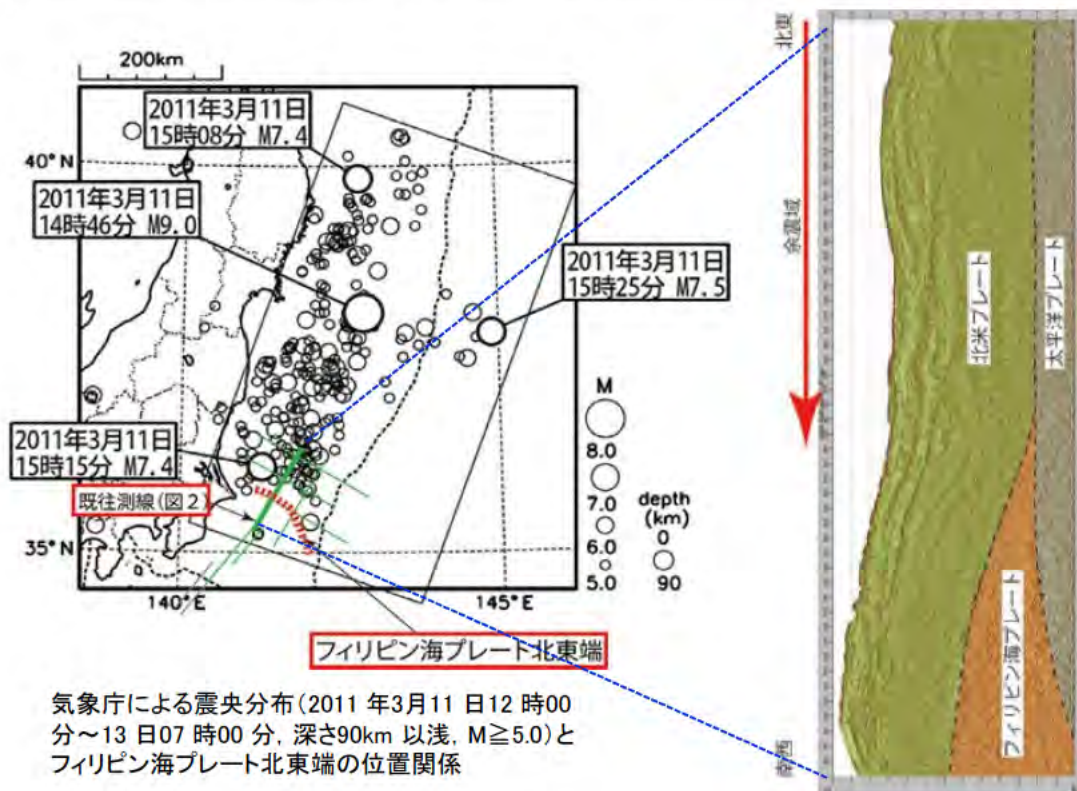 200km
2011年3月11日
15時08分 M7.4
40°N
2011年3月11日
14時46分 M9.0
2011年3月11日
15時25分 M7.5
2011年3月11日
15時15分 M7.4
既往測線(図2)
35°N
140°E
145°E
M
8.0
7.0
6.0
5.0
depth
(km)
0
90
フィリピン海プレート北東端
気象庁による震央分布(2011 年3月11 日12 時00
分～13 日07 時00 分, 深さ90km 以浅, M≧5.0)と
フィリピン海プレート北東端の位置関係
北東
余震域
北米プレート
太平洋プレート
フィリピン海プレート
南西